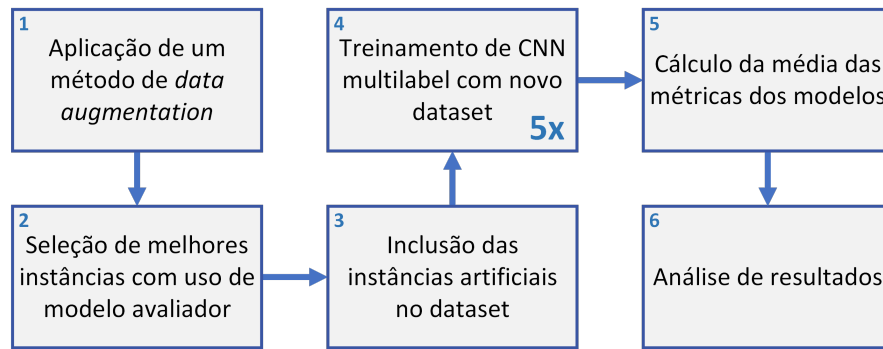 1
Aplicação de um
método de data
augmentation
2
Seleção de melhores
instâncias com uso de
modelo avaliador
3
Inclusão das
instâncias artificiais
no dataset
4
Treinamento de CNN
multilabel com novo
dataset
5x
5
Cálculo da média das
métricas dos modelos
6
Análise de resultados